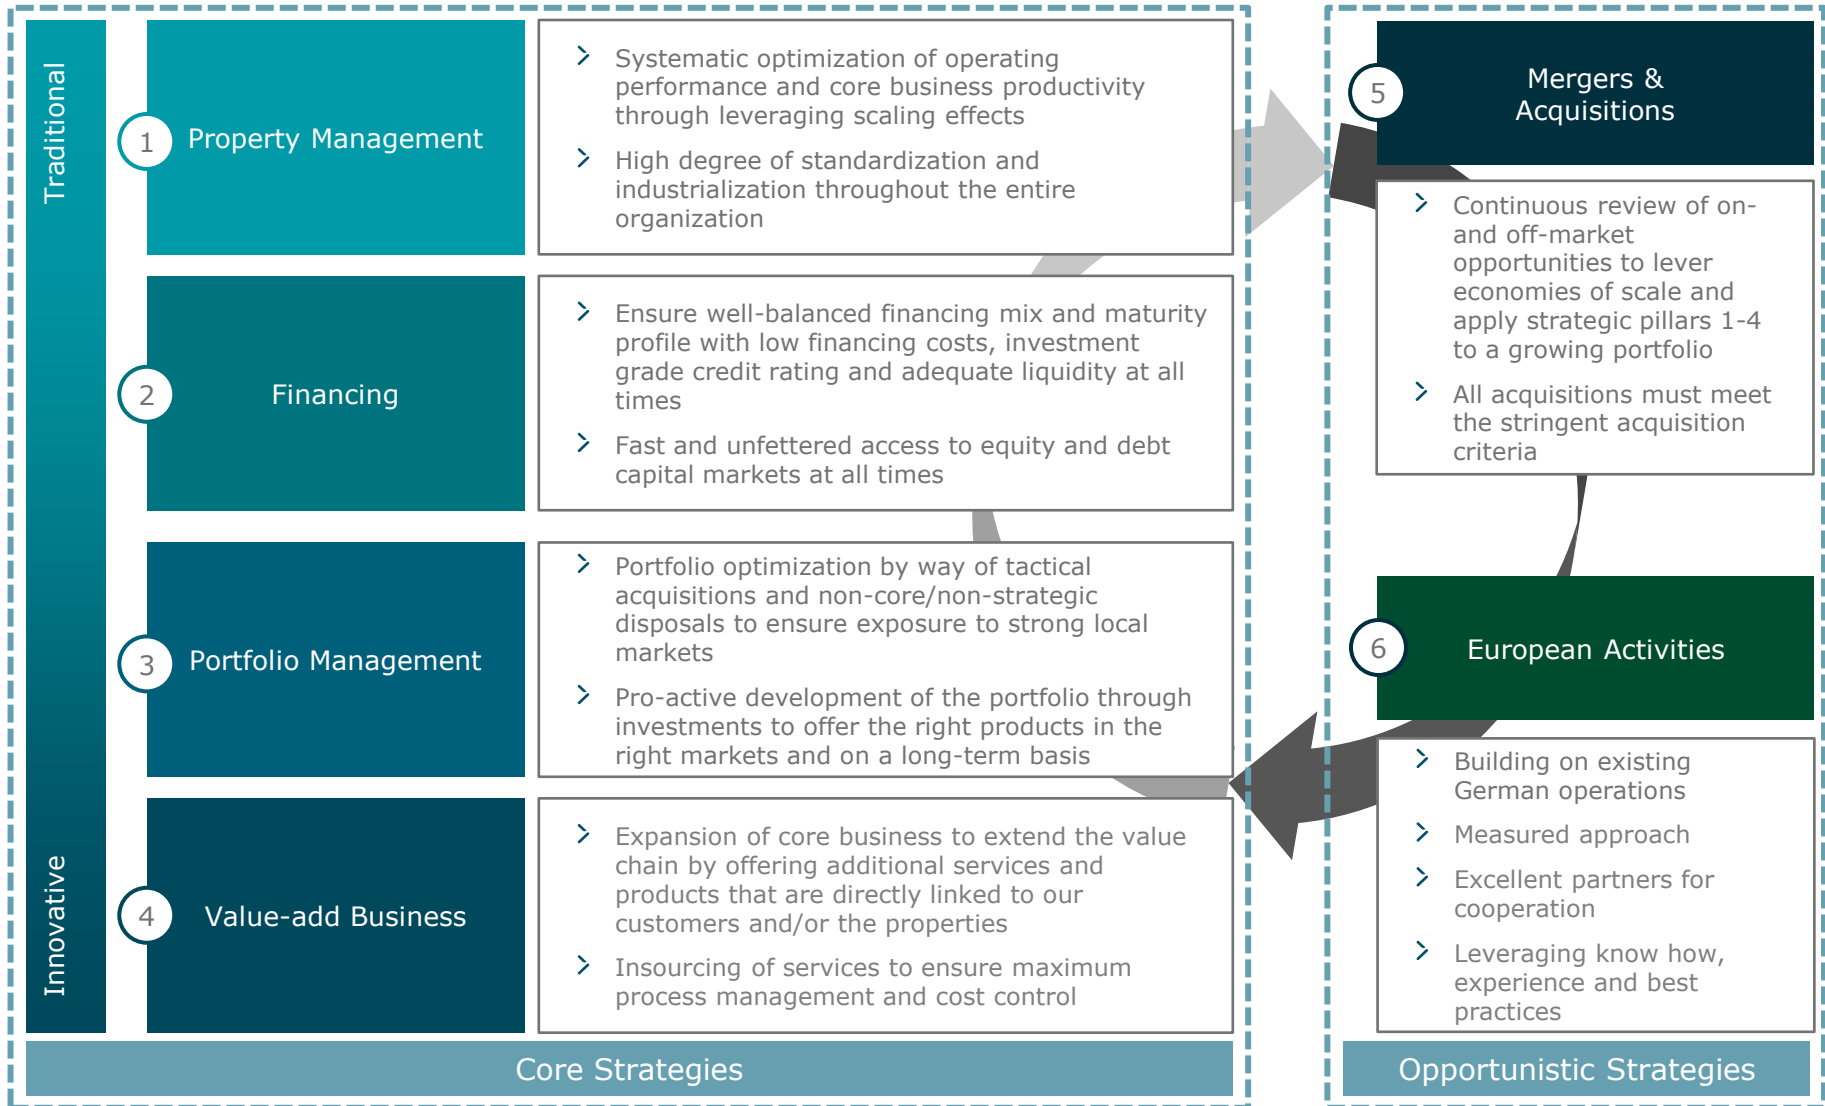 Traditional
Innovative
1
Property Management
Systematic optimization of operating
performance and core business productivity
through leveraging scaling effects
High degree of standardization and
industrialization throughout the entire
organization
2
Financing
Ensure well-balanced financing mix and maturity
profile with low financing costs, investment
grade credit rating and adequate liquidity at all
times
Fast and unfettered access to equity and debt
capital markets at all times
3
Portfolio Management
Portfolio optimization by way of tactical
acquisitions and non-core/non-strategic
disposals to ensure exposure to strong local
markets
Pro-active development of the portfolio through
investments to offer the right products in the
right markets and on a long-term basis
4
Value-add Business
Expansion of core business to extend the value
chain by offering additional services and
products that are directly linked to our
customers and/or the properties
Insourcing of services to ensure maximum
process management and cost control
Core Strategies
5
Mergers &
Acquisitions
Continuous review of on-
and off-market
opportunities to lever
economies of scale and
apply strategic pillars 1-4
to a growing portfolio
All acquisitions must meet
the stringent acquisition
criteria
6
European Activities
Building on existing
German operations
Measured approach
Excellent partners for
cooperation
Leveraging know how,
experience and best
practices
Opportunistic Strategies